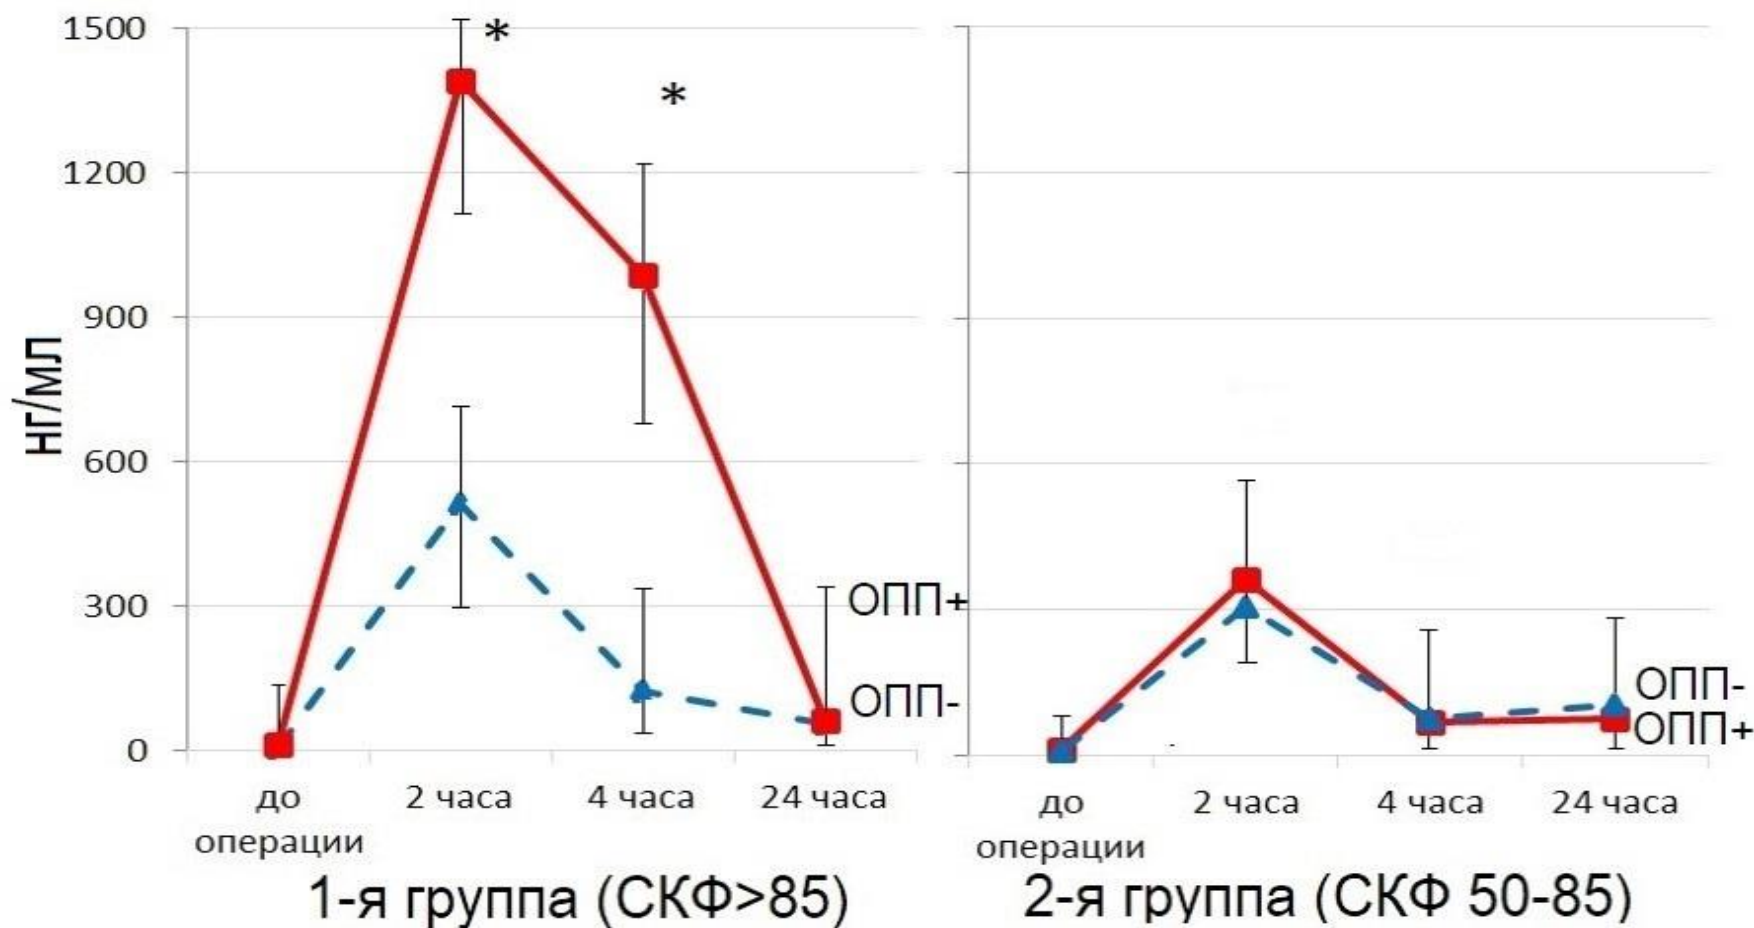 нг/мл
1500
1200
900
600
300
0
*
*
ОПП+
ОПП-
до
операции
2 часа
4 часа
24 часа
1-я группа (СКФ>85)
ОПП-
ОПП+
до
операции
2 часа
4 часа
24 часа
2-я группа (СКФ 50-85)